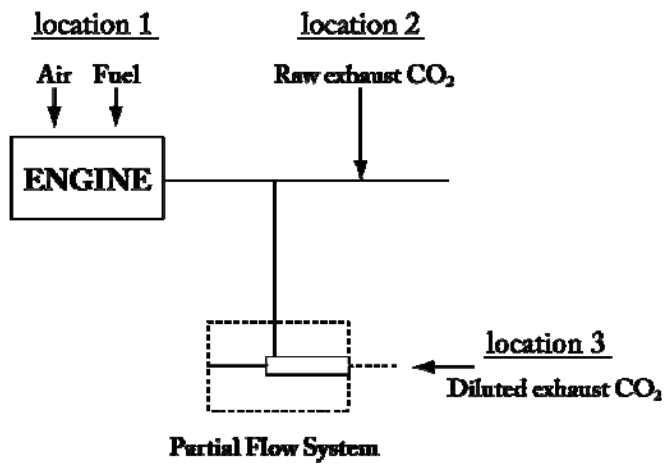 location 1
location 2
Air Fuel
Raw exhaust CO₂
ENGINE
location 3
Diluted exhaust CO₂
Partial Flow System